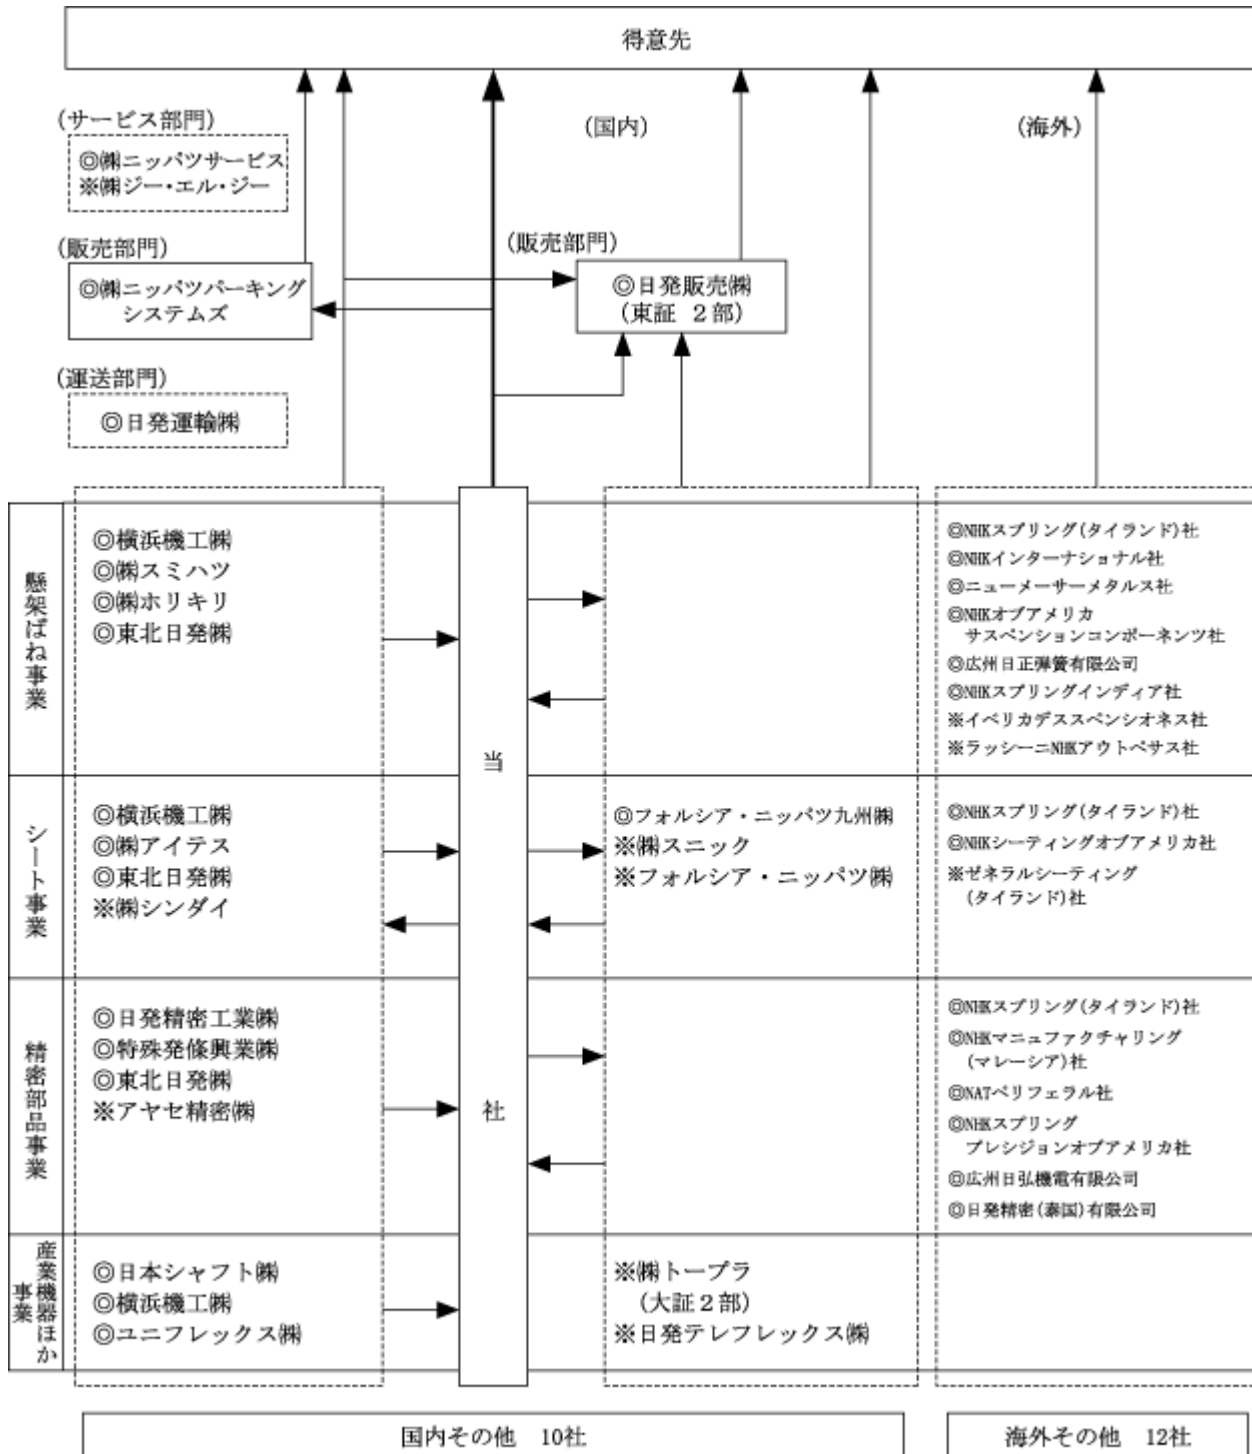 得意先
(サービス部門)
◎㈱ニッパツサービス
※㈱ジー・エル・ジー
(国内)
(海外)
(販売部門)
◎㈱ニッパツパーキング
システムズ
(販売部門)
◎日発販売㈱
(東証 2部)
(運送部門)
◎日発運輸㈱
当社
懸架ばね事業
◎横浜機工㈱
◎㈱スミハツ
◎㈱ホリキリ
◎東北日発㈱
◎NHKスプリング(タイランド)社
◎NHKインターナショナル社
◎ニューメーサーメタルス社
◎NHKオブアメリカ
サスペンションコンポーネンツ社
◎広州日正弾簧有限公司
◎NHKスプリングインディア社
※イベリカデススペンシオネス社
※ラッシーニNHKアウトペサス社
シート事業
◎横浜機工㈱
◎㈱アイテス
◎東北日発㈱
※㈱シンダイ
◎フォルシア・ニッパツ九州㈱
※㈱スニック
※フォルシア・ニッパツ㈱
◎NHKスプリング(タイランド)社
◎NHKシーティングオブアメリカ社
※ゼネラルシーティング
(タイランド)社
精密部品事業
◎日発精密工業㈱
◎特殊発條興業㈱
◎東北日発㈱
※アヤセ精密㈱
◎NHKスプリング(タイランド)社
◎NHKマニュファクチャリング
(マレーシア)社
◎NATペリフェラル社
◎NHKスプリング
プレシジョンオブアメリカ社
◎広州日弘機電有限公司
◎日発精密(泰国)有限公司
産業機器ほか
事業
◎日本シャフト㈱
◎横浜機工㈱
◎ユニフレックス㈱
※㈱トープラ
(大証2部)
※日発テレフレックス㈱
国内その他 10社
海外その他 12社